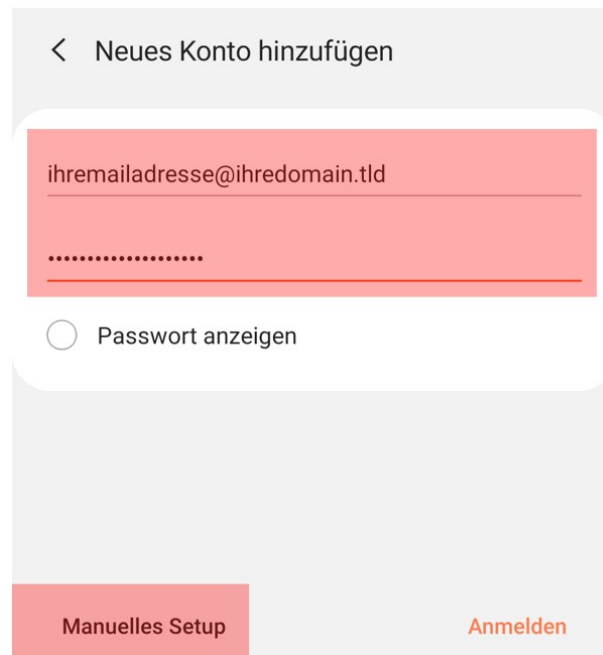 Neues Konto hinzufügen
ihremailadresse@ihredomain.tld
••••••••••••••••••••
Passwort anzeigen
Manuelles Setup
Anmelden